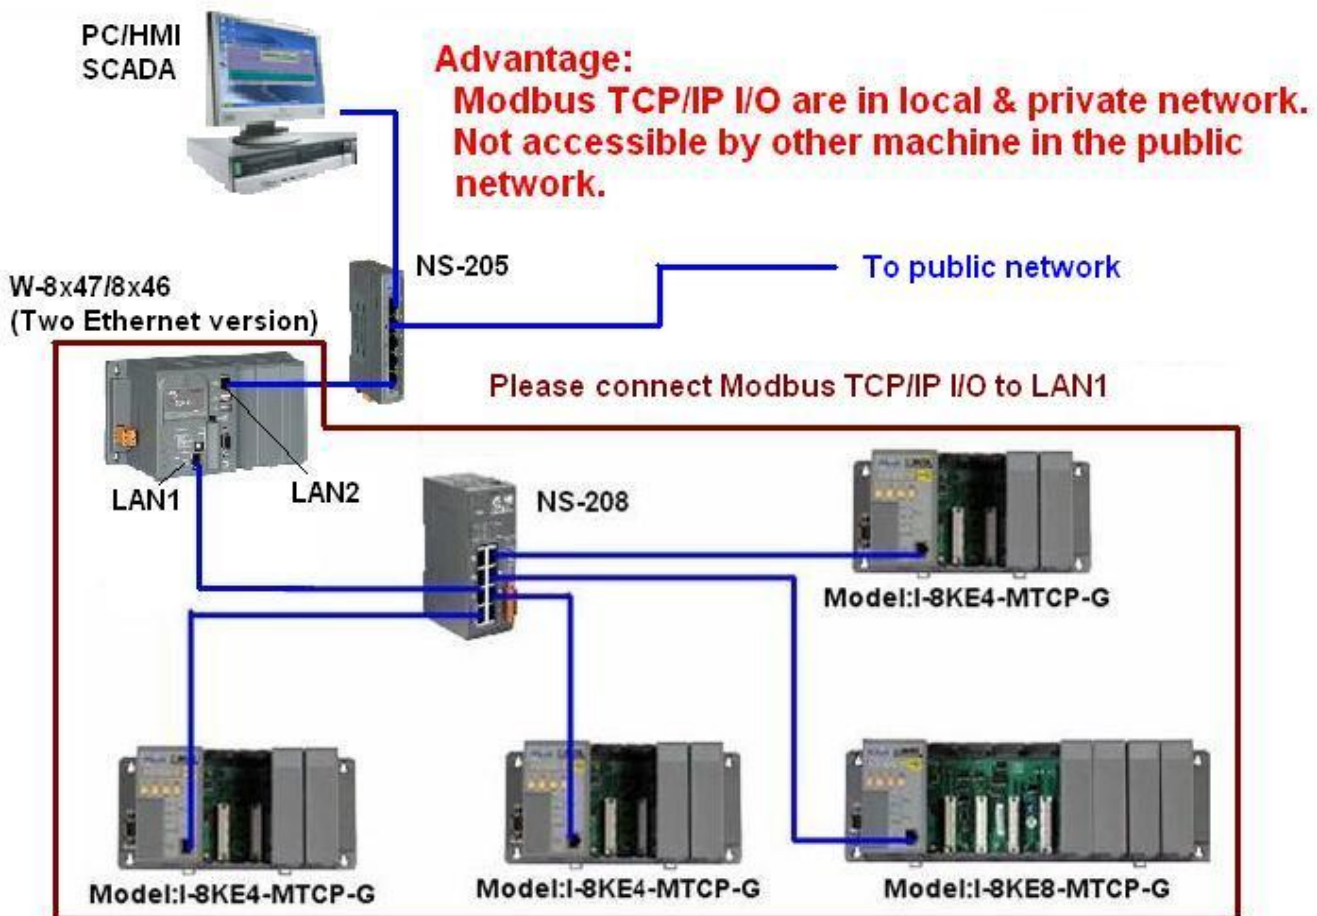 PC/HMI
SCADA
Advantage:
Modbus TCP/IP I/O are in local & private network.
Not accessible by other machine in the public
network.
NS-205
To public network
W-8x47/8x46
(Two Ethernet version)
Please connect Modbus TCP/IP I/O to LAN1
LAN1
LAN2
NS-208
Model:I-8KE4-MTCP-G
Model:I-8KE4-MTCP-G
Model:I-8KE4-MTCP-G
Model:I-8KE8-MTCP-G